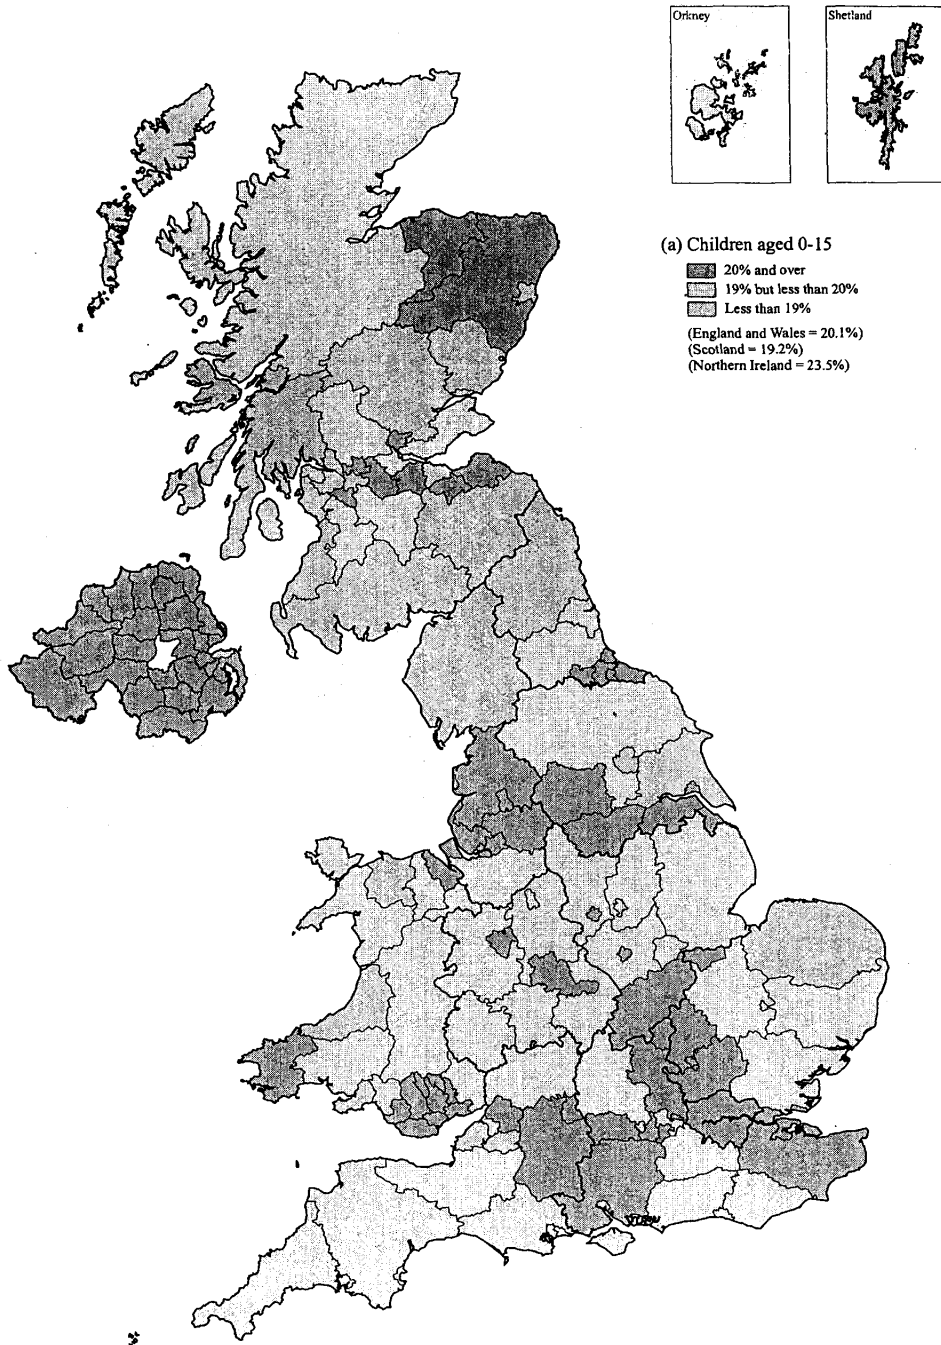 Orkney
Shetland
(a) Children aged 0-15
20% and over
19% but less than 20%
Less than 19%
(England and Wales = 20.1%)
(Scotland = 19.2%)
(Northern Ireland = 23.5%)